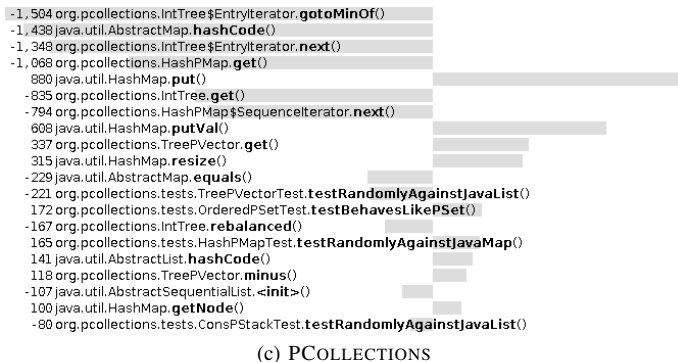 -1,504 org.pcollections.IntTree$EntryIterator.gotoMinOf()
-1,438 java.util.AbstractMap.hashCode()
-1,348 org.pcollections.IntTree$EntryIterator.next()
-1,068 org.pcollections.HashPMap.get()
880 java.util.HashMap.put()
-835 org.pcollections.IntTree.get()
-794 org.pcollections.HashPMap$SequenceIterator.next()
608 java.util.HashMap.putVal()
337 org.pcollections.TreePVector.get()
315 java.util.HashMap.resize()
-229 java.util.AbstractMap.equals()
-221 org.pcollections.tests.TreePVectorTest.testRandomlyAgainstJavaList()
172 org.pcollections.tests.OrderedPSetTest.testBehavesLikePSet()
-167 org.pcollections.IntTree.rebalanced()
165 org.pcollections.tests.HashPMapTest.testRandomlyAgainstJavaMap()
141 java.util.AbstractList.hashCode()
118 org.pcollections.TreePVector.minus()
-107 java.util.AbstractSequentialList.<init>()
100 java.util.HashMap.getNode()
-80 org.pcollections.tests.ConsPStackTest.testRandomlyAgainstJavaList()
(c) PCOLLECTIONS